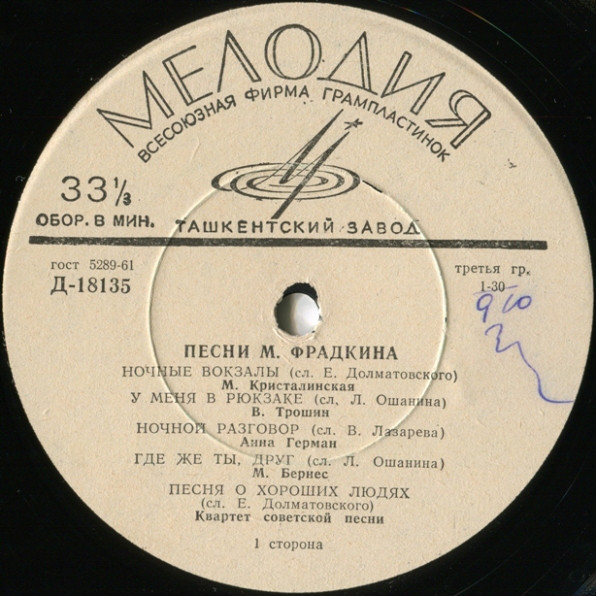 МЕЛОДИЯ
ВСЕСОЮЗНАЯ ФИРМА ГРАМПЛАСТИНОК
33⅓
ОБОР. В МИН.
ТАШКЕНТСКИЙ ЗАВОД
гост 5289-61
Д-18135
третья гр.
1-30
ПЕСНИ М. ФРАДКИНА
НОЧНЫЕ ВОКЗАЛЫ (сл. Е. Долматовского)
М. Кристалинская
У МЕНЯ В РЮКЗАКЕ (сл. Л. Ошанина)
В. Трошин
НОЧНОЙ РАЗГОВОР (сл. В. Лазарева)
Анна Герман
ГДЕ ЖЕ ТЫ, ДРУГ (сл. Л. Ошанина)
М. Бернес
ПЕСНЯ О ХОРОШИХ ЛЮДЯХ
(сл. Е. Долматовского)
Квартет советской песни
1 сторона